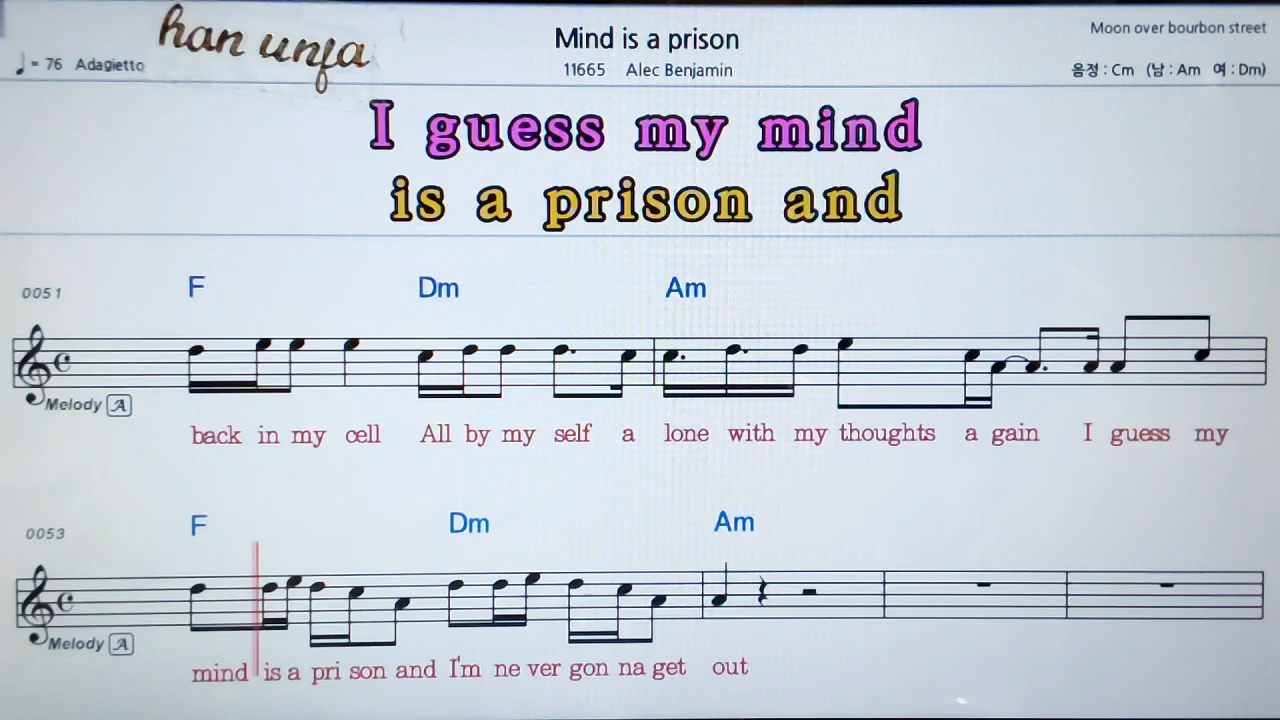 han unfa
♩= 76 Adagietto
Mind is a prison
11665 Alec Benjamin
Moon over bourbon street
음정 : Cm (남 : Am 여 : Dm)
I guess my mind
is a prison and
0051
F Dm Am
Melody A
back in my cell All by my self a lone with my thoughts a gain I guess my
0053
F Dm Am
Melody A
mind is a pri son and I'm ne ver gon na get out